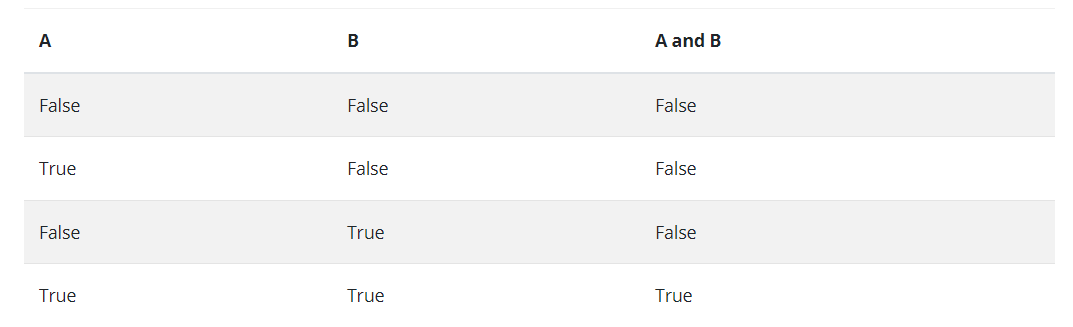 A B A and B
False False False
True False False
False True False
True True True